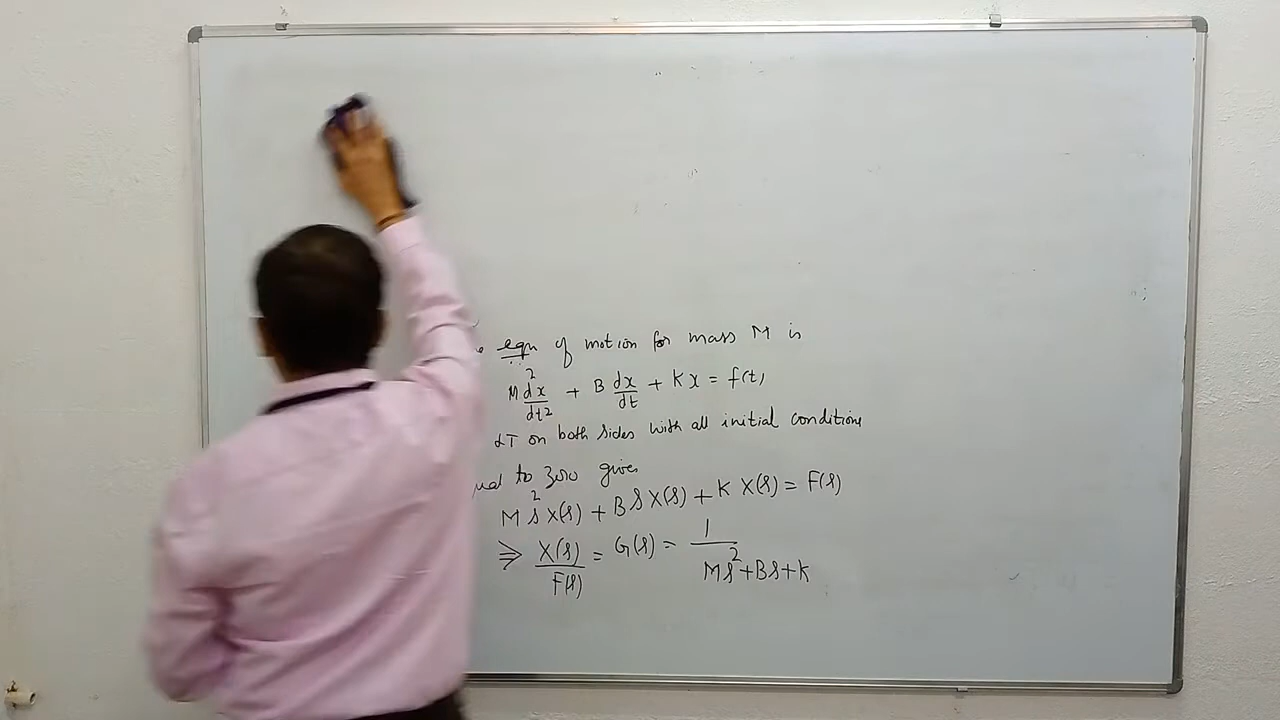 eqn of motion for mass M is
M d²x/dt² + B dx/dt + Kx = f(t)
LT on both sides with all initial conditions
to zero gives
M s² X(s) + B s X(s) + K X(s) = F(s)
⇒ X(s)/F(s) = G(s) = 1/(Ms²+Bs+K)